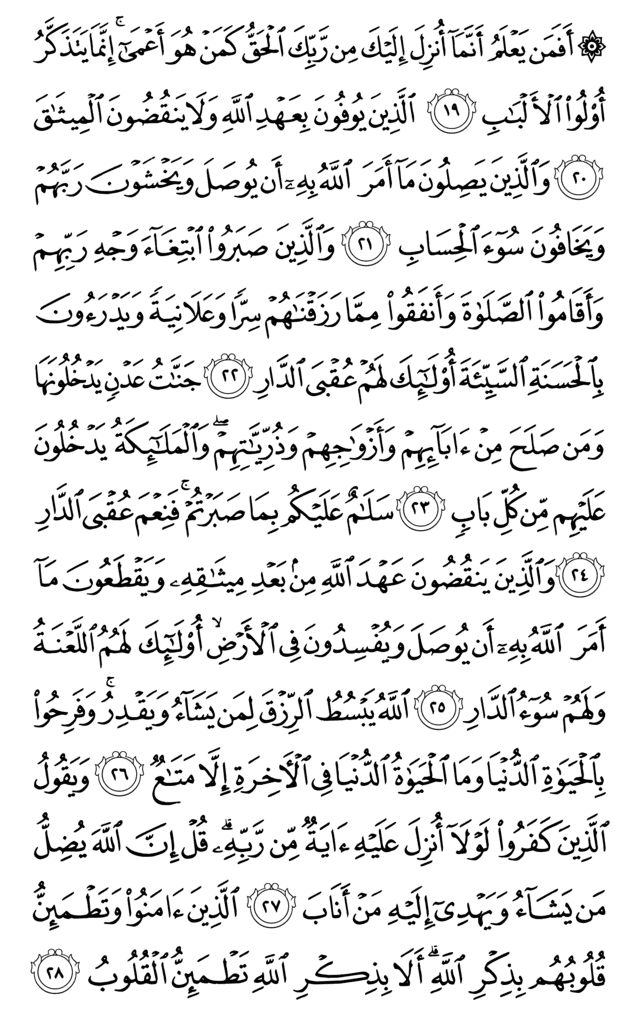 ۞ أَفَمَن يَعۡلَمُ أَنَّمَآ أُنزِلَ إِلَيۡكَ مِن رَّبِّكَ ٱلۡحَقُّ كَمَنۡ هُوَ أَعۡمَىٰٓۚ إِنَّمَا يَتَذَكَّرُ
أُوْلُواْ ٱلۡأَلۡبَٰبِ ١٩ ٱلَّذِينَ يُوفُونَ بِعَهۡدِ ٱللَّهِ وَلَا يَنقُضُونَ ٱلۡمِيثَٰقَ
٢٠ وَٱلَّذِينَ يَصِلُونَ مَآ أَمَرَ ٱللَّهُ بِهِۦٓ أَن يُوصَلَ وَيَخۡشَوۡنَ رَبَّهُمۡ
وَيَخَافُونَ سُوٓءَ ٱلۡحِسَابِ ٢١ وَٱلَّذِينَ صَبَرُواْ ٱبۡتِغَآءَ وَجۡهِ رَبِّهِمۡ
وَأَقَامُواْ ٱلصَّلَوٰةَ وَأَنفَقُواْ مِمَّا رَزَقۡنَٰهُمۡ سِرّٗا وَعَلَانِيَةٗ وَيَدۡرَءُونَ
بِٱلۡحَسَنَةِ ٱلسَّيِّئَةَ أُوْلَٰٓئِكَ لَهُمۡ عُقۡبَى ٱلدَّارِ ٢٢ جَنَّٰتُ عَدۡنٖ يَدۡخُلُونَهَا
وَمَن صَلَحَ مِنۡ ءَابَآئِهِمۡ وَأَزۡوَٰجِهِمۡ وَذُرِّيَّٰتِهِمۡۖ وَٱلۡمَلَٰٓئِكَةُ يَدۡخُلُونَ
عَلَيۡهِم مِّن كُلِّ بَابٖ ٢٣ سَلَٰمٌ عَلَيۡكُم بِمَا صَبَرۡتُمۡۚ فَنِعۡمَ عُقۡبَى ٱلدَّارِ
٢٤ وَٱلَّذِينَ يَنقُضُونَ عَهۡدَ ٱللَّهِ مِنۢ بَعۡدِ مِيثَٰقِهِۦ وَيَقۡطَعُونَ مَآ
أَمَرَ ٱللَّهُ بِهِۦٓ أَن يُوصَلَ وَيُفۡسِدُونَ فِي ٱلۡأَرۡضِۙ أُوْلَٰٓئِكَ لَهُمُ ٱللَّعۡنَةُ
وَلَهُمۡ سُوٓءُ ٱلدَّارِ ٢٥ ٱللَّهُ يَبۡسُطُ ٱلرِّزۡقَ لِمَن يَشَآءُ وَيَقۡدِرُۚ وَفَرِحُواْ
بِٱلۡحَيَوٰةِ ٱلدُّنۡيَا وَمَا ٱلۡحَيَوٰةُ ٱلدُّنۡيَا فِي ٱلۡأٓخِرَةِ إِلَّا مَتَٰعٞ ٢٦ وَيَقُولُ
ٱلَّذِينَ كَفَرُواْ لَوۡلَآ أُنزِلَ عَلَيۡهِ ءَايَةٞ مِّن رَّبِّهِۦۚ قُلۡ إِنَّ ٱللَّهَ يُضِلُّ
مَن يَشَآءُ وَيَهۡدِيٓ إِلَيۡهِ مَنۡ أَنَابَ ٢٧ ٱلَّذِينَ ءَامَنُواْ وَتَطۡمَئِنُّ
قُلُوبُهُم بِذِكۡرِ ٱللَّهِۗ أَلَا بِذِكۡرِ ٱللَّهِ تَطۡمَئِنُّ ٱلۡقُلُوبُ ٢٨